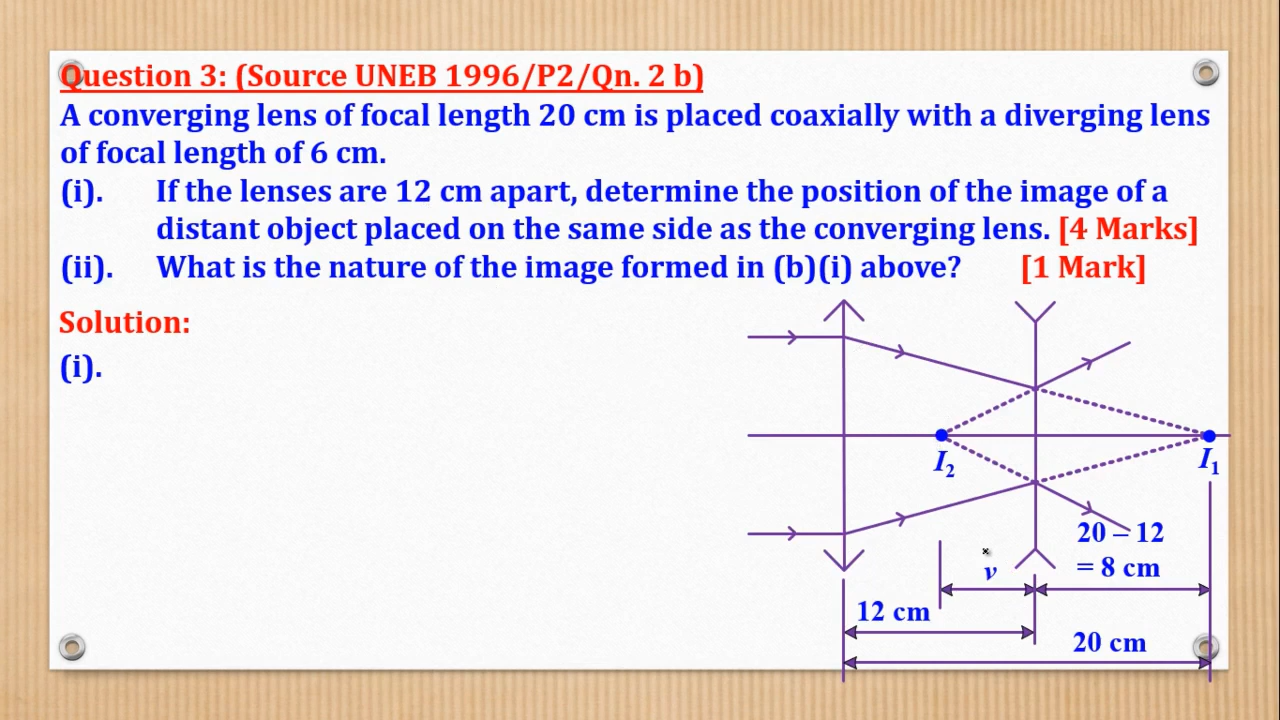 Question 3: (Source UNEB 1996/P2/Qn. 2 b)
A converging lens of focal length 20 cm is placed coaxially with a diverging lens
of focal length of 6 cm.
(i). If the lenses are 12 cm apart, determine the position of the image of a
distant object placed on the same side as the converging lens. [4 Marks]
(ii). What is the nature of the image formed in (b)(i) above? [1 Mark]
Solution:
(i).
I₂
I₁
20 – 12
= 8 cm
v
12 cm
20 cm